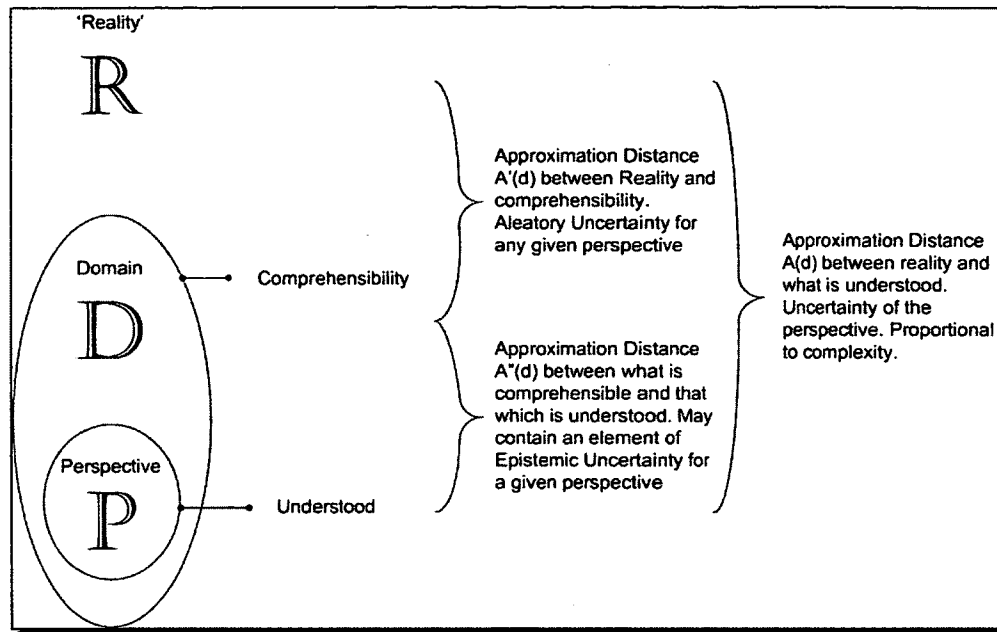 'Reality'
R
Domain
D
Comprehensibility
Perspective
P
Understood
Approximation Distance
A'(d) between Reality and
comprehensibility.
Aleatory Uncertainty for
any given perspective
Approximation Distance
A"(d) between what is
comprehensible and that
which is understood. May
contain an element of
Epistemic Uncertainty for
a given perspective
Approximation Distance
A(d) between reality and
what is understood.
Uncertainty of the
perspective. Proportional
to complexity.